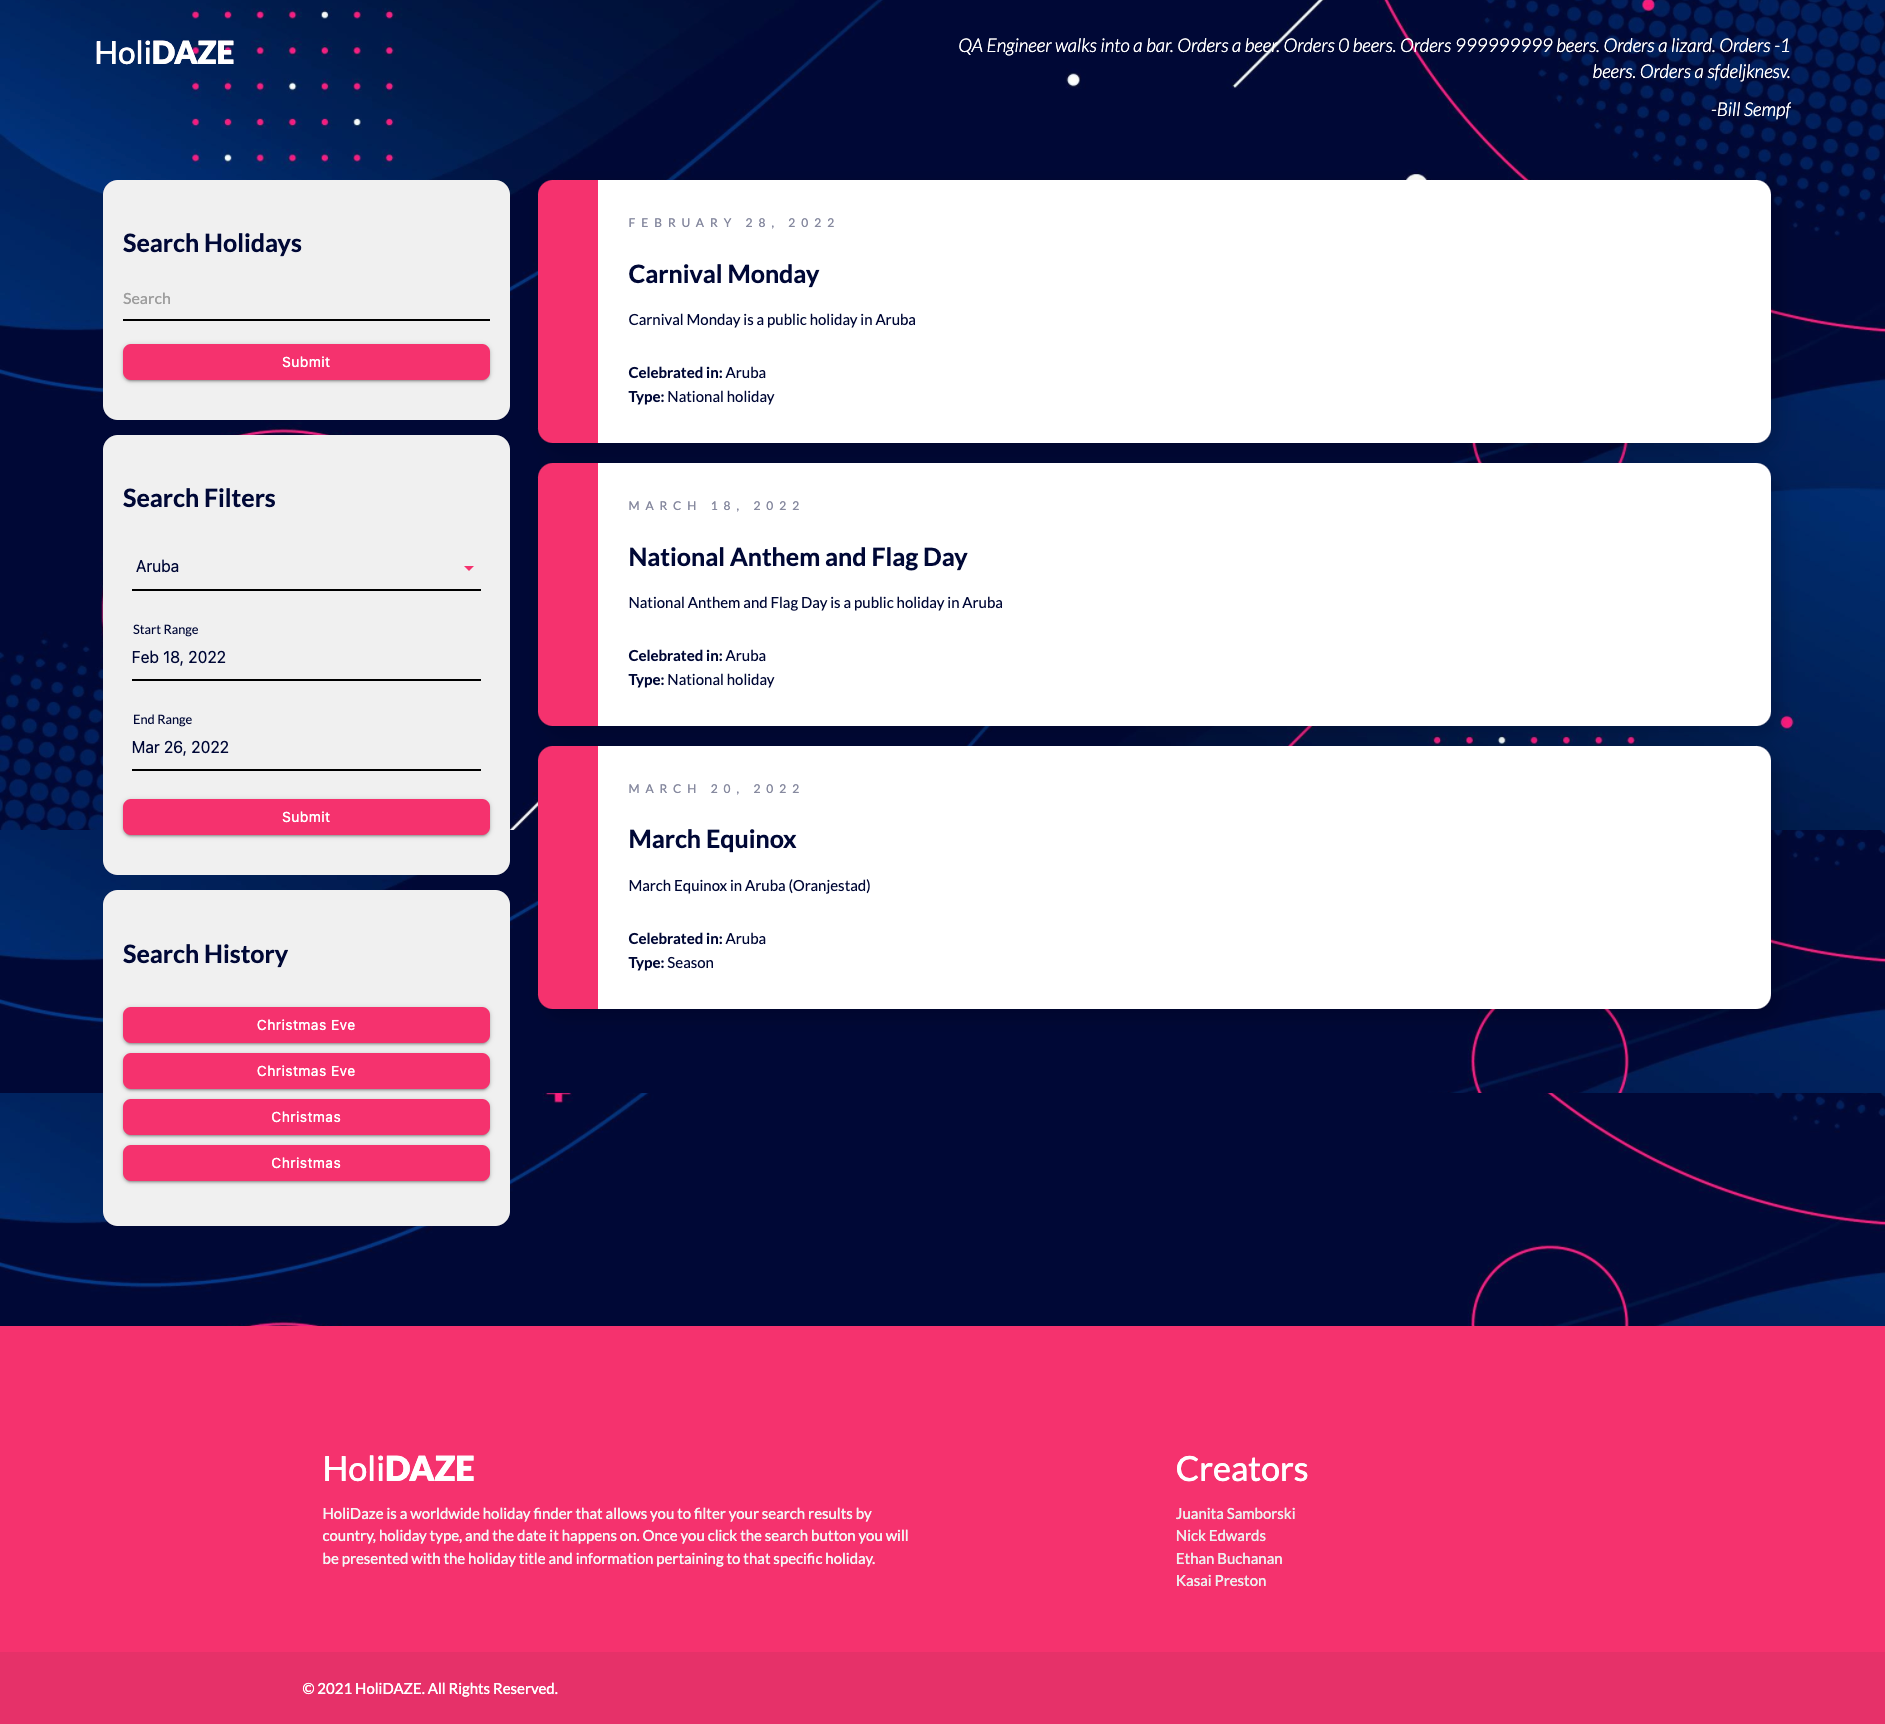 HoliDAZE
QA Engineer walks into a bar. Orders a beer. Orders 0 beers. Orders 999999999 beers. Orders a lizard. Orders -1
beers. Orders a sfdeljknesv.
-Bill Sempf
Search Holidays
Search
Submit
Search Filters
Aruba
Start Range
Feb 18, 2022
End Range
Mar 26, 2022
Submit
Search History
Christmas Eve
Christmas Eve
Christmas
Christmas
FEBRUARY 28, 2022
Carnival Monday
Carnival Monday is a public holiday in Aruba
Celebrated in: Aruba
Type: National holiday
MARCH 18, 2022
National Anthem and Flag Day
National Anthem and Flag Day is a public holiday in Aruba
Celebrated in: Aruba
Type: National holiday
MARCH 20, 2022
March Equinox
March Equinox in Aruba (Oranjestad)
Celebrated in: Aruba
Type: Season
HoliDAZE
HoliDaze is a worldwide holiday finder that allows you to filter your search results by
country, holiday type, and the date it happens on. Once you click the search button you will
be presented with the holiday title and information pertaining to that specific holiday.
Creators
Juanita Samborski
Nick Edwards
Ethan Buchanan
Kasai Preston
© 2021 HoliDAZE. All Rights Reserved.